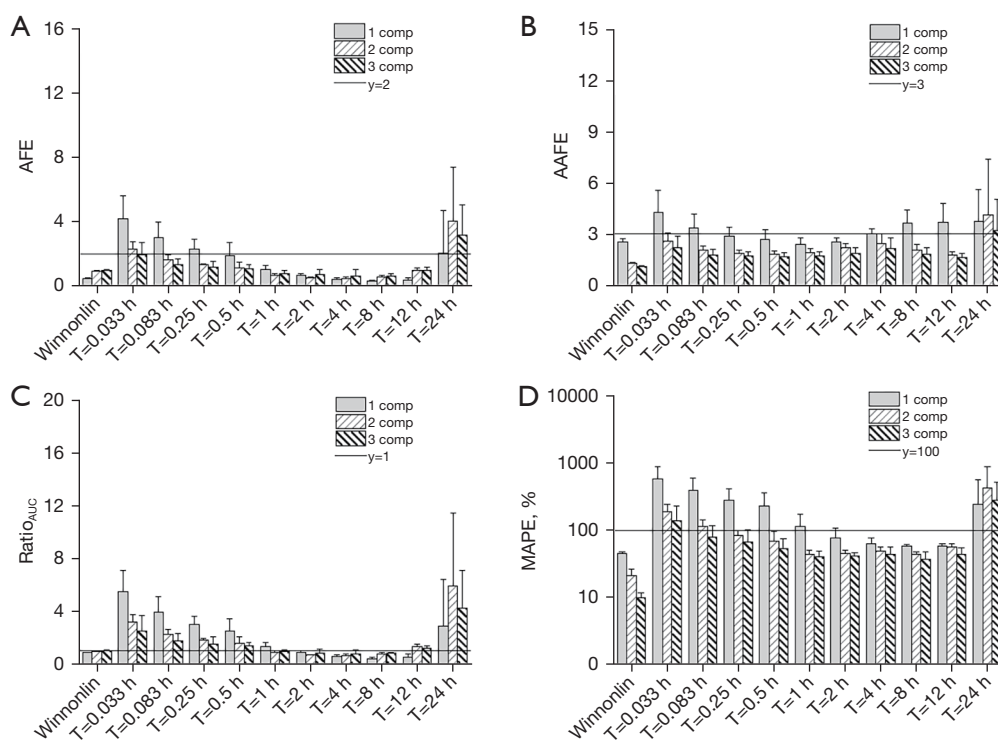 A
16
12
8
4
0
AFE
1 comp
2 comp
3 comp
y=2
Winnonlin
T=0.033 h
T=0.083 h
T=0.25 h
T=0.5 h
T=1 h
T=2 h
T=4 h
T=8 h
T=12 h
T=24 h
B
15
12
9
6
3
0
AAFE
1 comp
2 comp
3 comp
y=3
Winnonlin
T=0.033 h
T=0.083 h
T=0.25 h
T=0.5 h
T=1 h
T=2 h
T=4 h
T=8 h
T=12 h
T=24 h
C
20
16
12
8
4
0
Ratio_AUC
1 comp
2 comp
3 comp
y=1
Winnonlin
T=0.033 h
T=0.083 h
T=0.25 h
T=0.5 h
T=1 h
T=2 h
T=4 h
T=8 h
T=12 h
T=24 h
D
10000
1000
100
10
0
MAPE, %
1 comp
2 comp
3 comp
y=100
Winnonlin
T=0.033 h
T=0.083 h
T=0.25 h
T=0.5 h
T=1 h
T=2 h
T=4 h
T=8 h
T=12 h
T=24 h